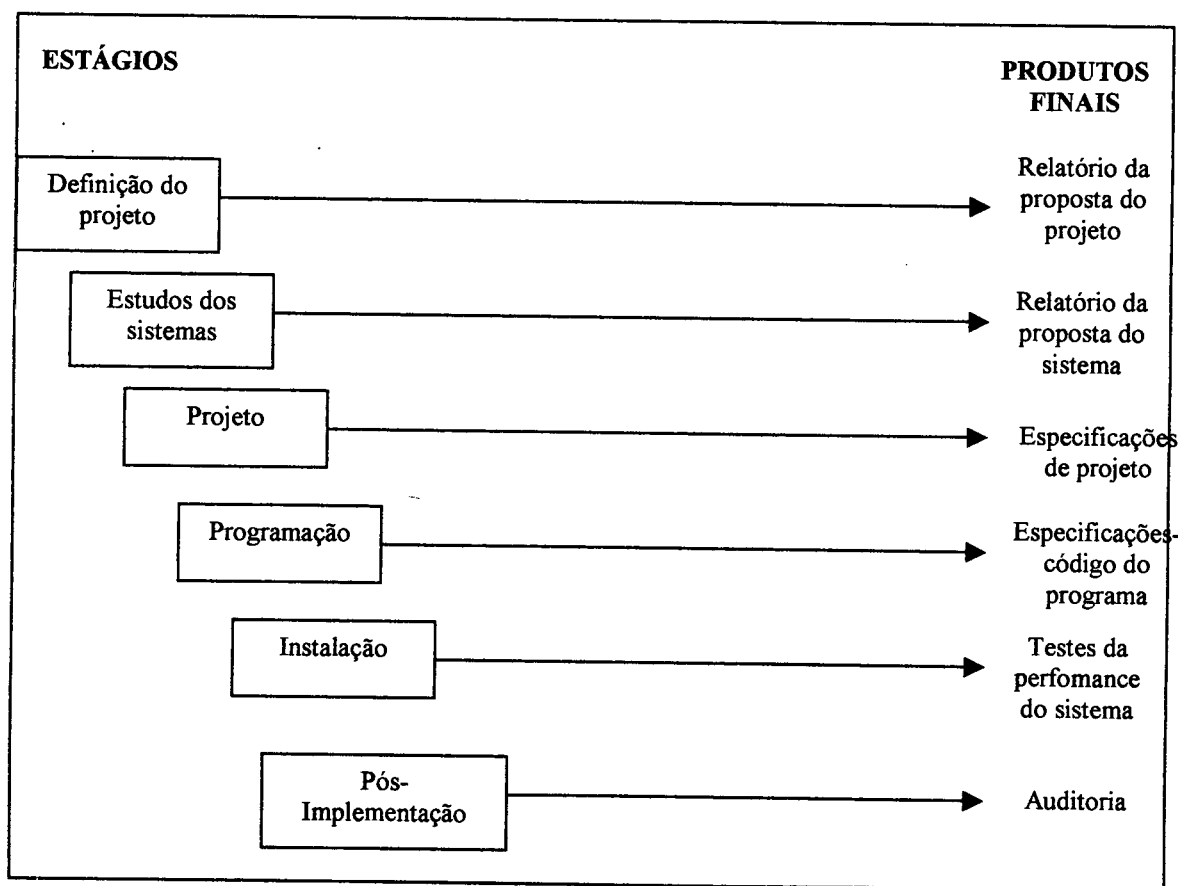 ESTÁGIOS
PRODUTOS
FINAIS
Definição do
projeto
Relatório da
proposta do
projeto
Estudos dos
sistemas
Relatório da
proposta do
sistema
Projeto
Especificações
de projeto
Programação
Especificações-
código do
programa
Instalação
Testes da
perfomance
do sistema
Pós-
Implementação
Auditoria